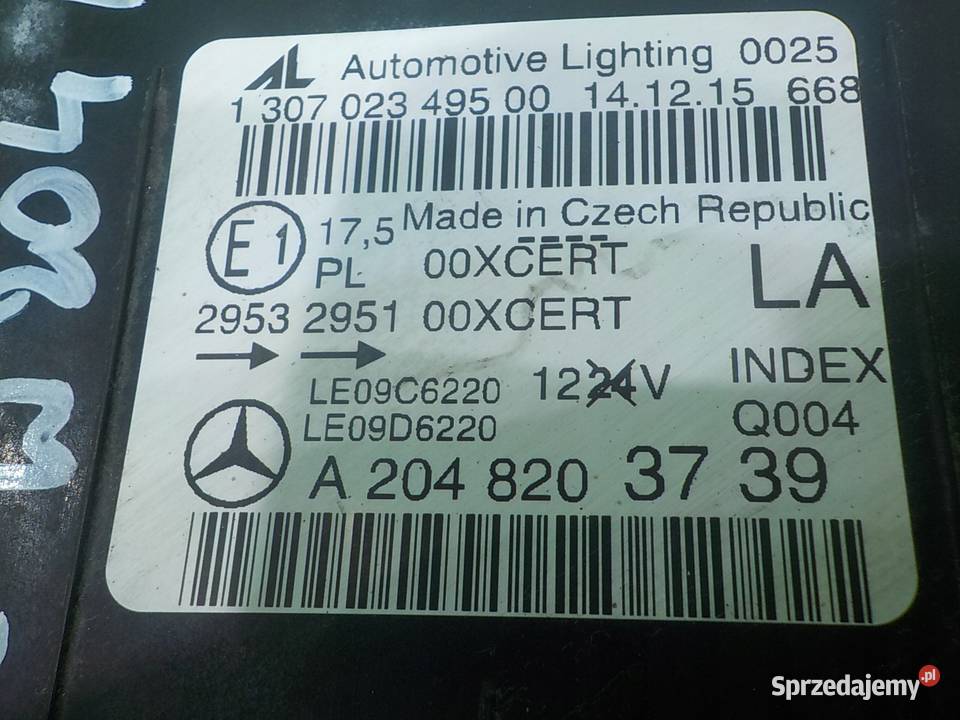 AL Automotive Lighting 0025
1 307 023 495 00 14.12.15 668
E1 17,5 Made in Czech Republic
PL 00XCERT LA
2953 2951 00XCERT
LE09C6220 1224V INDEX
LE09D6220 Q004
A 204 820 37 39
Sprzedajemy.pl